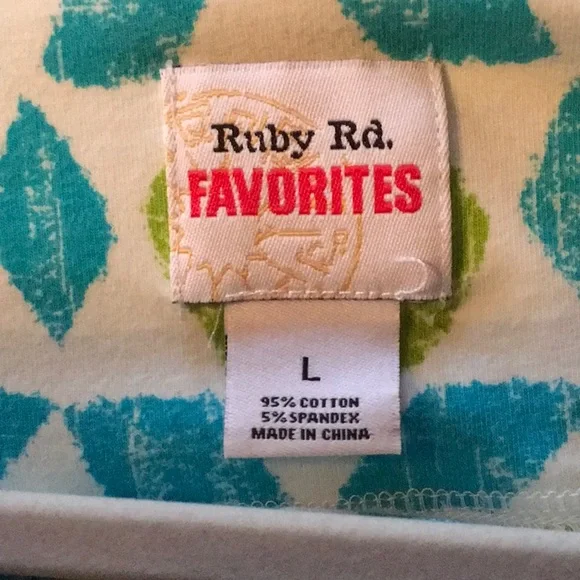 Ruby Rd.
FAVORITES
L
95% COTTON
5% SPANDEX
MADE IN CHINA